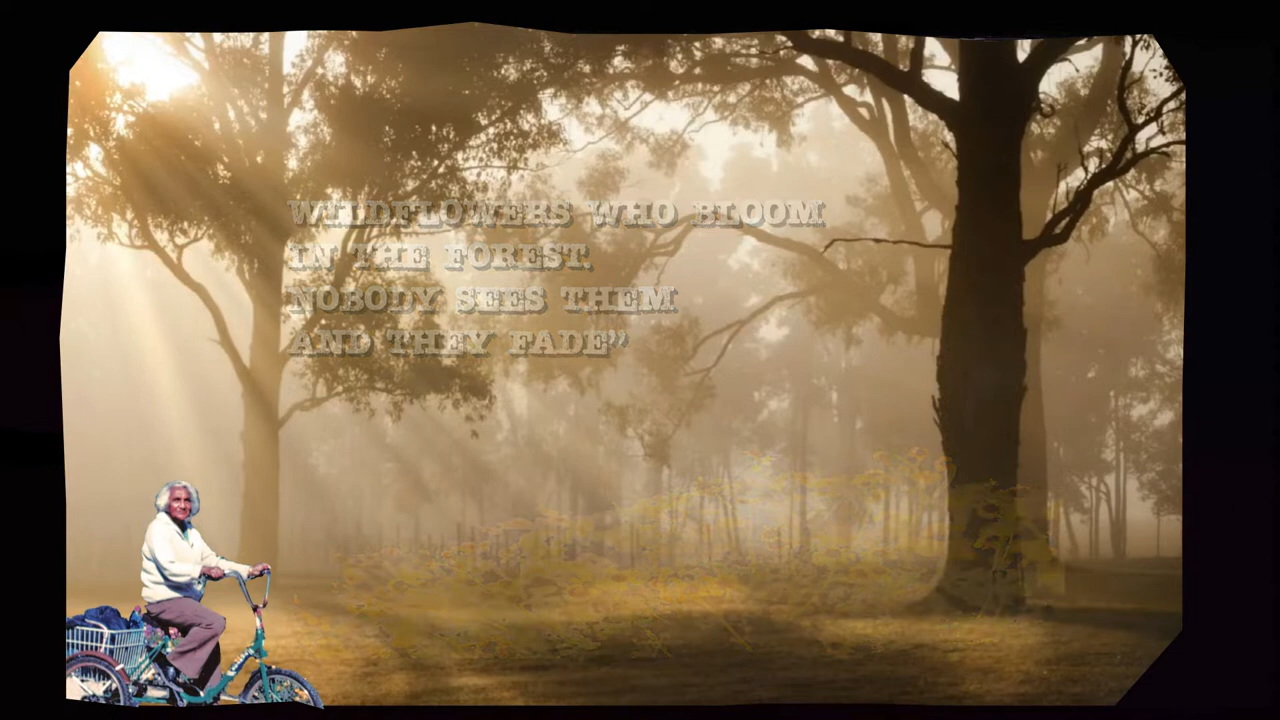 WILDFLOWERS WHO BLOOM
IN THE FOREST,
NOBODY SEES THEM
AND THEY FADE”